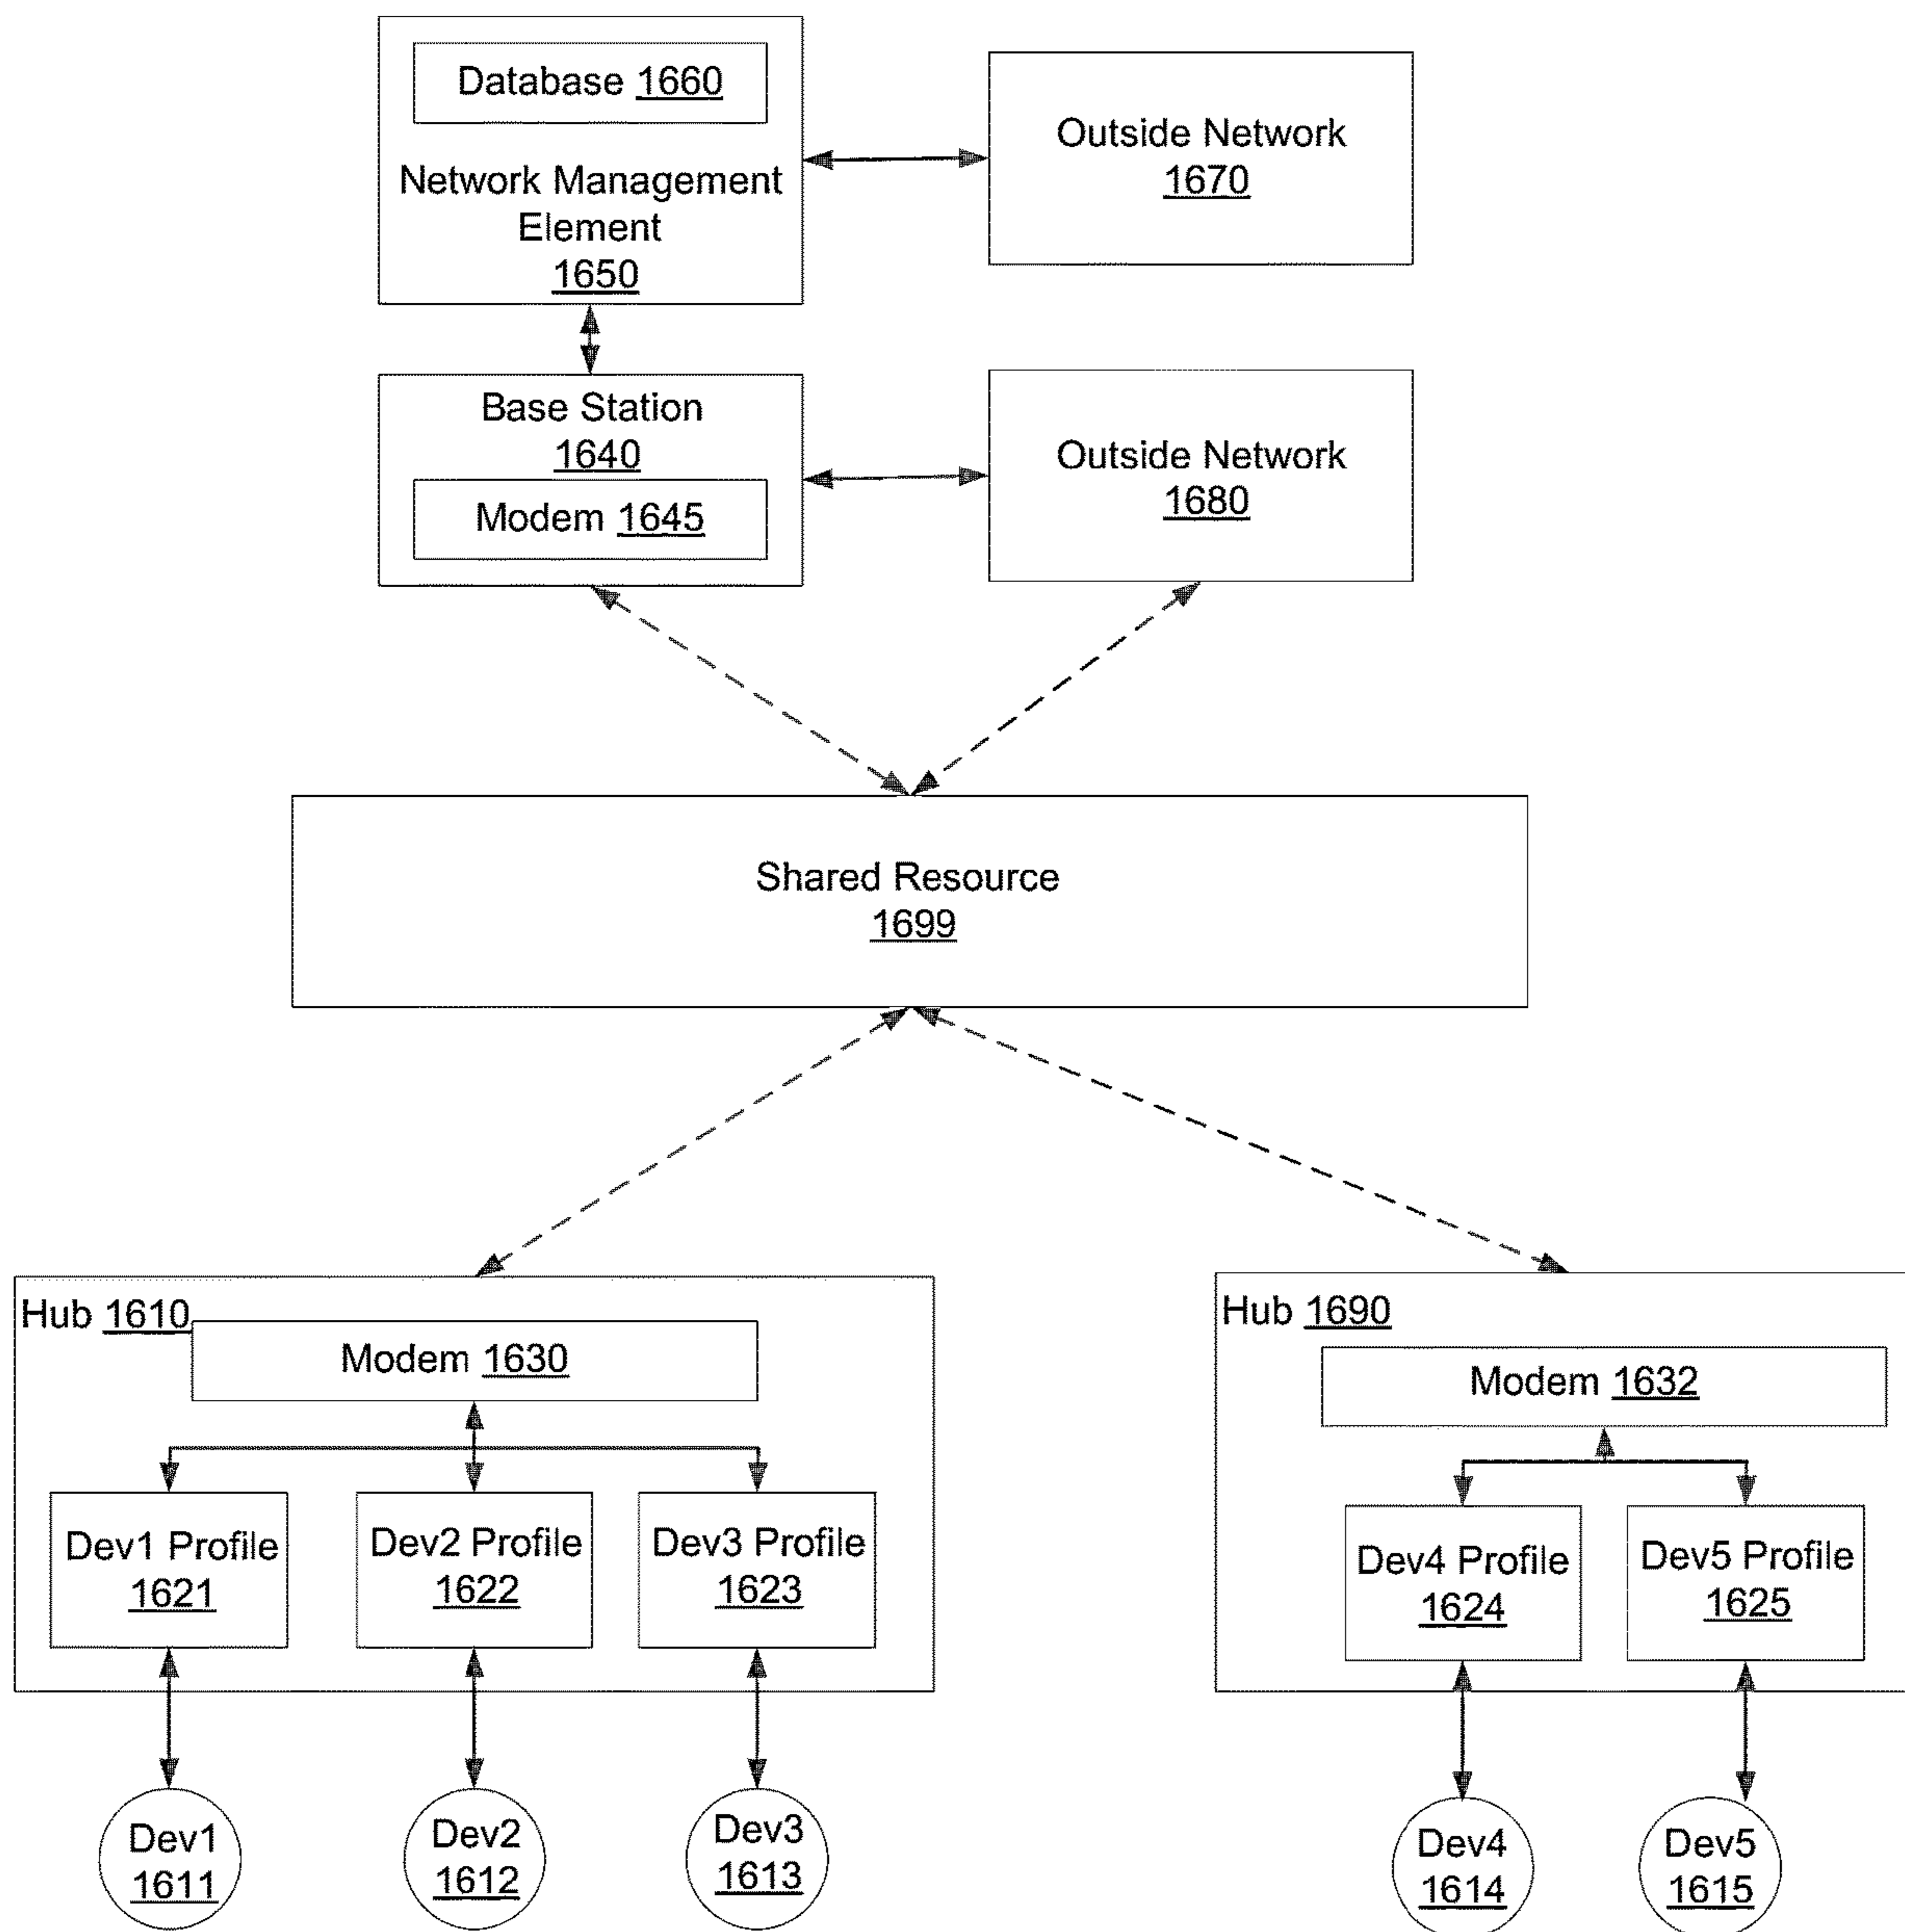 Database 1660
Network Management
Element
1650
Outside Network
1670
Base Station
1640
Modem 1645
Outside Network
1680
Shared Resource
1699
Hub 1610
Modem 1630
Dev1 Profile
1621
Dev2 Profile
1622
Dev3 Profile
1623
Dev1
1611
Dev2
1612
Dev3
1613
Hub 1690
Modem 1632
Dev4 Profile
1624
Dev5 Profile
1625
Dev4
1614
Dev5
1615